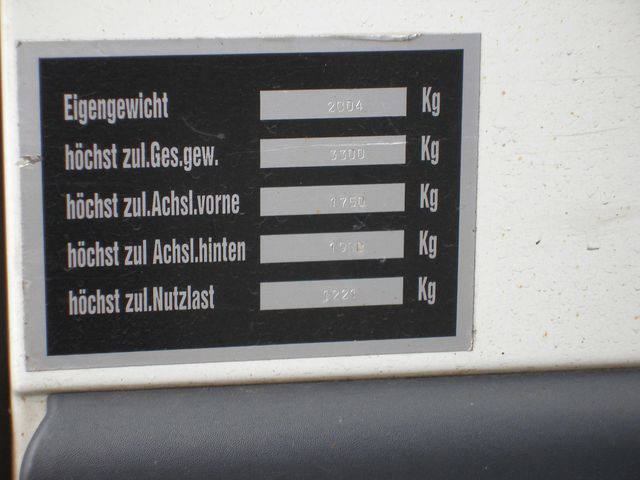 Eigengewicht 2004 Kg
höchst zul.Ges.gew. 3300 Kg
höchst zul.Achsl.vorne 1750 Kg
höchst zul Achsl.hinten Kg
höchst zul.Nutzlast Kg